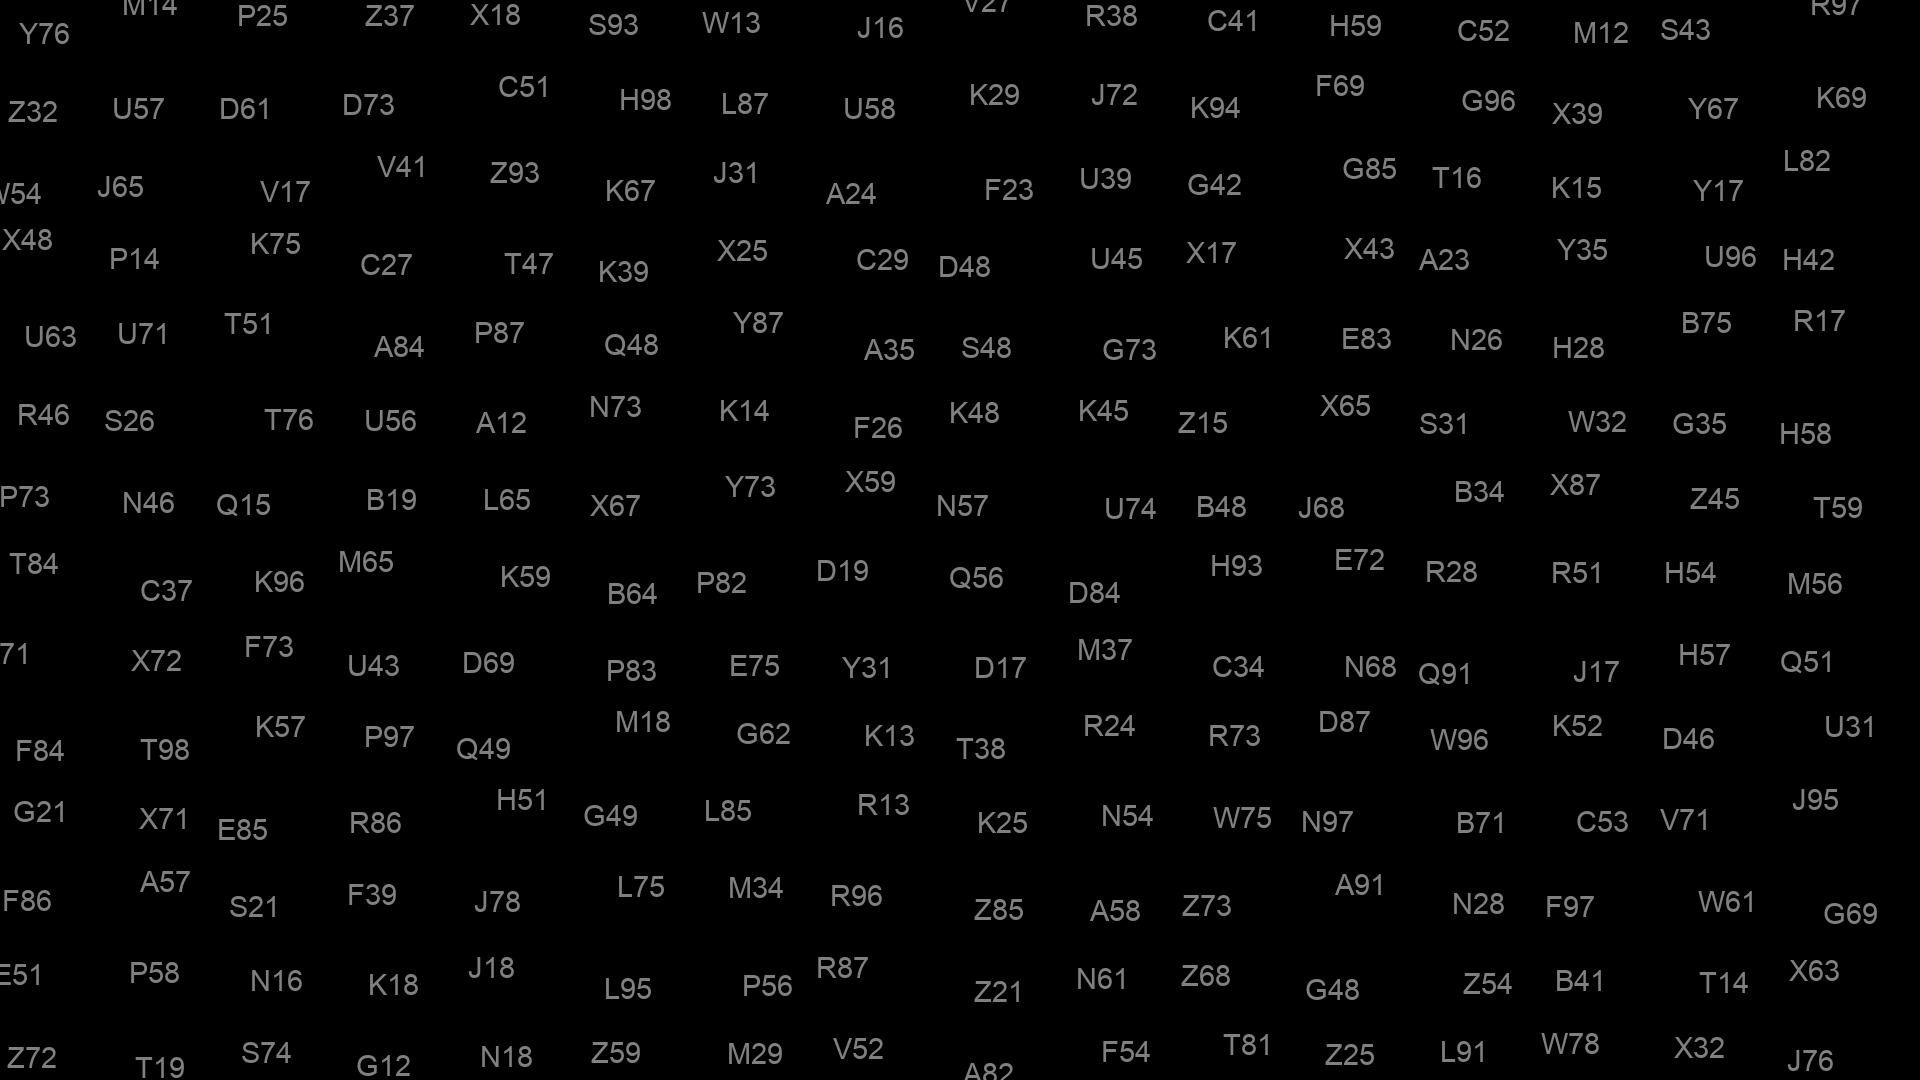 Y76 M14 P25 Z37 X18 S93 W13 J16 V27 R38 C41 H59 C52 M12 S43 R97
Z32 U57 D61 D73 C51 H98 L87 U58 K29 J72 K94 F69 G96 X39 Y67 K69
W54 J65 V17 V41 Z93 K67 J31 A24 F23 U39 G42 G85 T16 K15 Y17 L82
X48 P14 K75 C27 T47 K39 X25 C29 D48 U45 X17 X43 A23 Y35 U96 H42
U63 U71 T51 A84 P87 Q48 Y87 A35 S48 G73 K61 E83 N26 H28 B75 R17
R46 S26 T76 U56 A12 N73 K14 F26 K48 K45 Z15 X65 S31 W32 G35 H58
P73 N46 Q15 B19 L65 X67 Y73 X59 N57 U74 B48 J68 B34 X87 Z45 T59
T84 C37 K96 M65 K59 B64 P82 D19 Q56 D84 H93 E72 R28 R51 H54 M56
71 X72 F73 U43 D69 P83 E75 Y31 D17 M37 C34 N68 Q91 J17 H57 Q51
F84 T98 K57 P97 Q49 M18 G62 K13 T38 R24 R73 D87 W96 K52 D46 U31
G21 X71 E85 R86 H51 G49 L85 R13 K25 N54 W75 N97 B71 C53 V71 J95
F86 A57 S21 F39 J78 L75 M34 R96 Z85 A58 Z73 A91 N28 F97 W61 G69
E51 P58 N16 K18 J18 L95 P56 R87 Z21 N61 Z68 G48 Z54 B41 T14 X63
Z72 T19 S74 G12 N18 Z59 M29 V52 A82 F54 T81 Z25 L91 W78 X32 J76